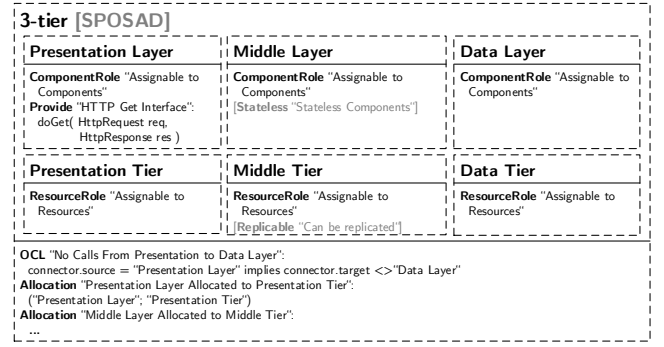 3-tier [SPOSAD]
Presentation Layer
ComponentRole "Assignable to
Components"
Provide "HTTP Get Interface":
doGet( HttpRequest req,
HttpResponse res )
Middle Layer
ComponentRole "Assignable to
Components"
[Stateless "Stateless Components"]
Data Layer
ComponentRole "Assignable to
Components"
Presentation Tier
ResourceRole "Assignable to
Resources"
Middle Tier
ResourceRole "Assignable to
Resources"
[Replicable "Can be replicated"]
Data Tier
ResourceRole "Assignable to
Resources"
OCL "No Calls From Presentation to Data Layer":
connector.source = "Presentation Layer" implies connector.target <>"Data Layer"
Allocation "Presentation Layer Allocated to Presentation Tier":
("Presentation Layer"; "Presentation Tier")
Allocation "Middle Layer Allocated to Middle Tier":
...